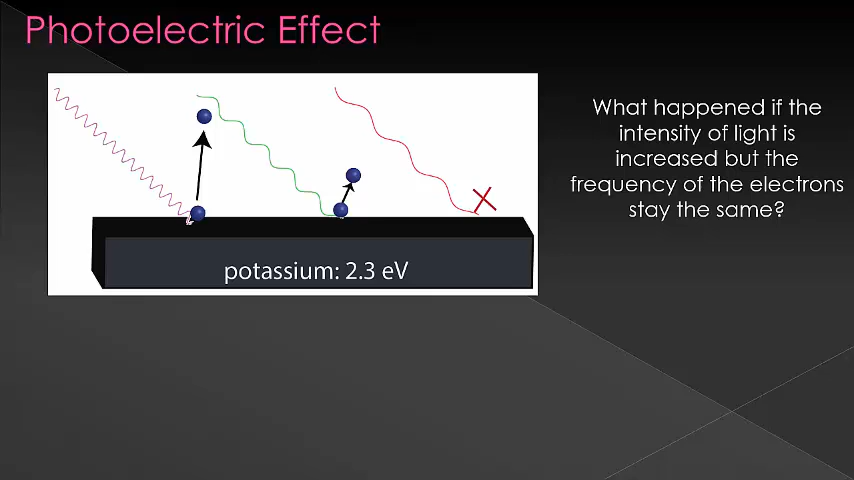 Photoelectric Effect
What happened if the
intensity of light is
increased but the
frequency of the electrons
stay the same?
potassium: 2.3 eV